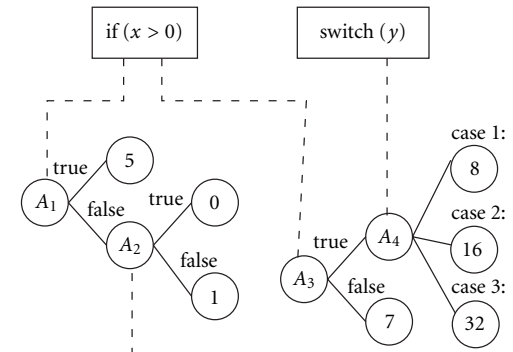 if (x > 0)
switch (y)
A1
true
5
false
A2
true
0
false
1
A3
true
A4
case 1:
8
case 2:
16
case 3:
32
false
7